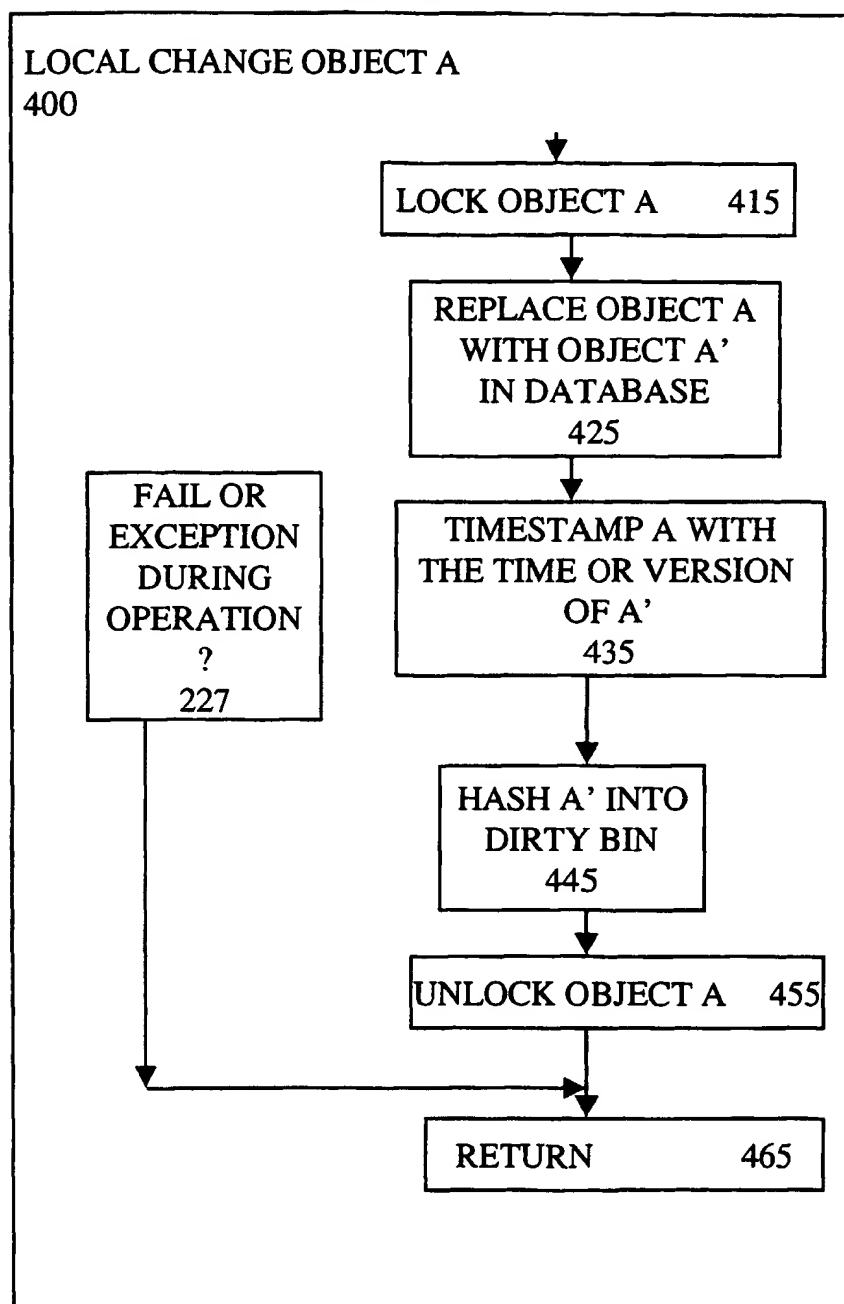 LOCAL CHANGE OBJECT A
400
LOCK OBJECT A 415
REPLACE OBJECT A
WITH OBJECT A'
IN DATABASE
425
FAIL OR
EXCEPTION
DURING
OPERATION
?
227
TIMESTAMP A WITH
THE TIME OR VERSION
OF A'
435
HASH A' INTO
DIRTY BIN
445
UNLOCK OBJECT A 455
RETURN 465